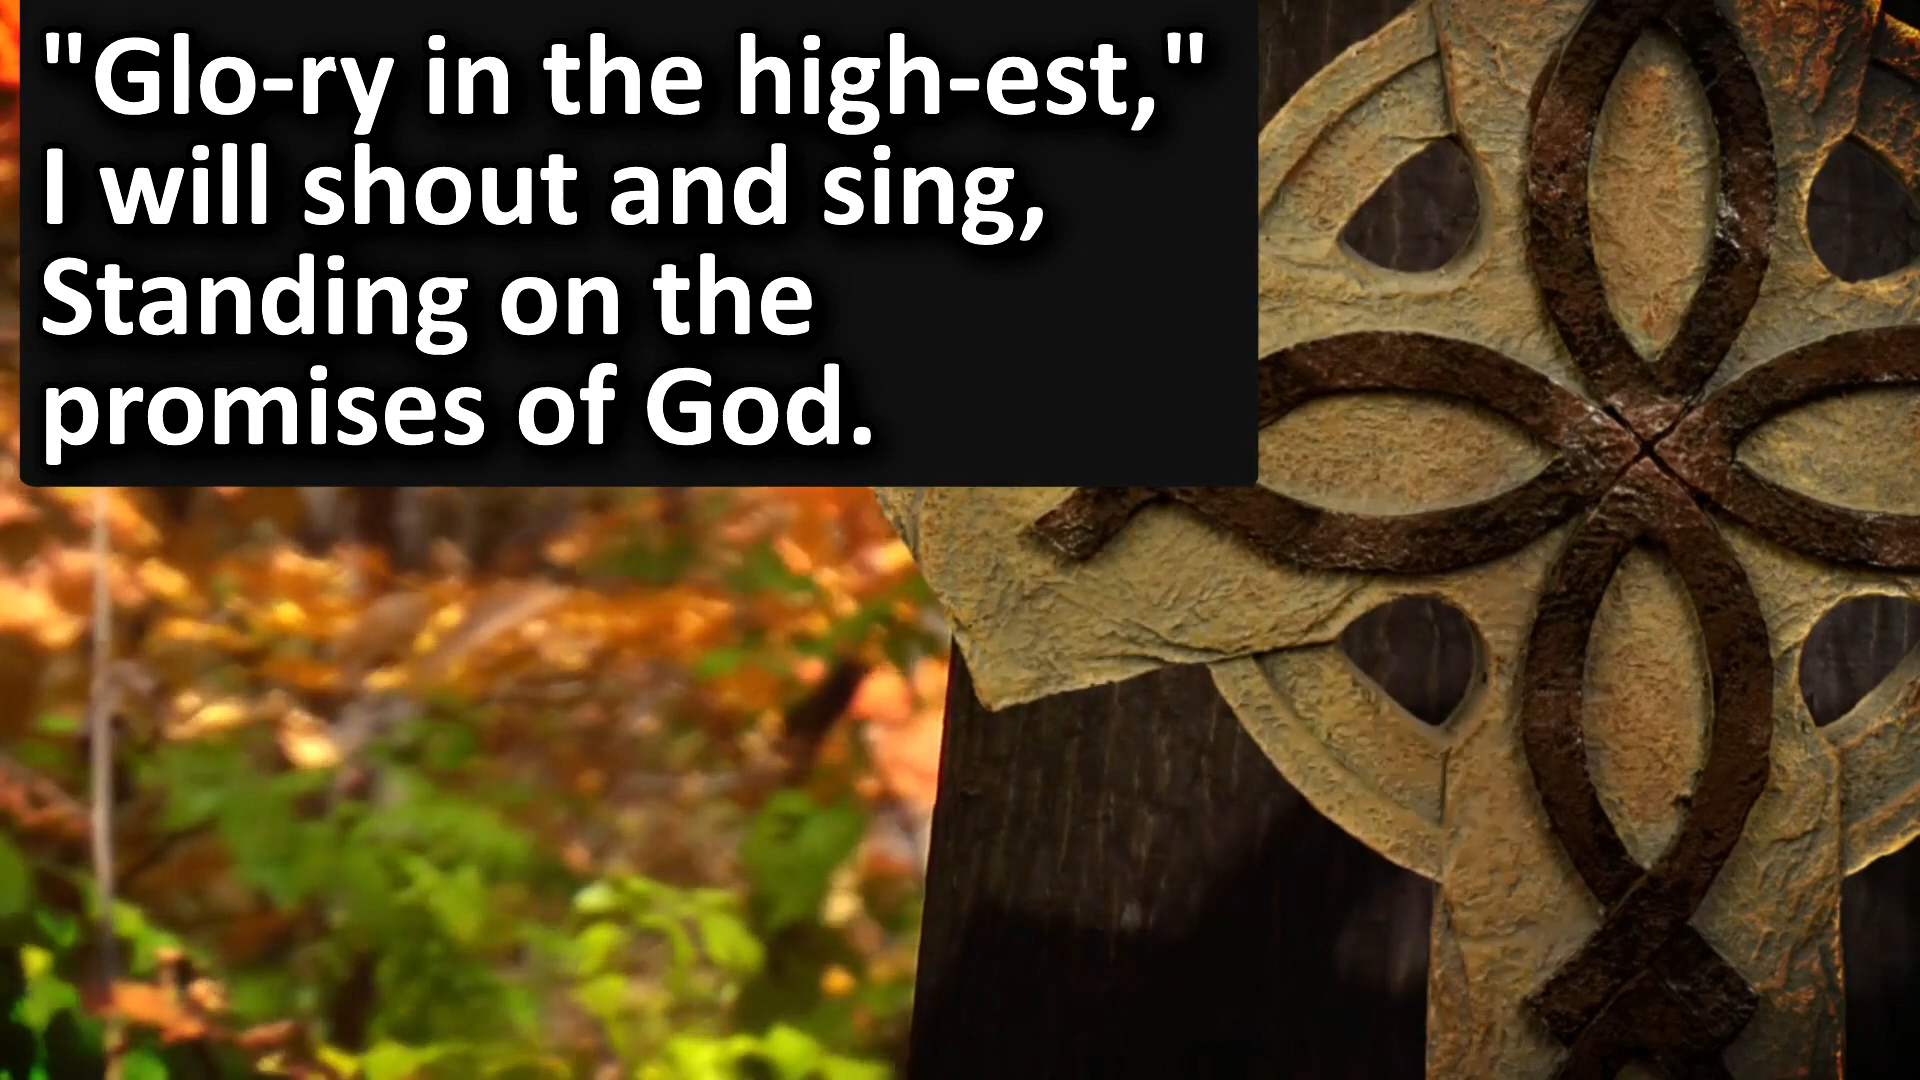 "Glo-ry in the high-est,"
I will shout and sing,
Standing on the
promises of God.